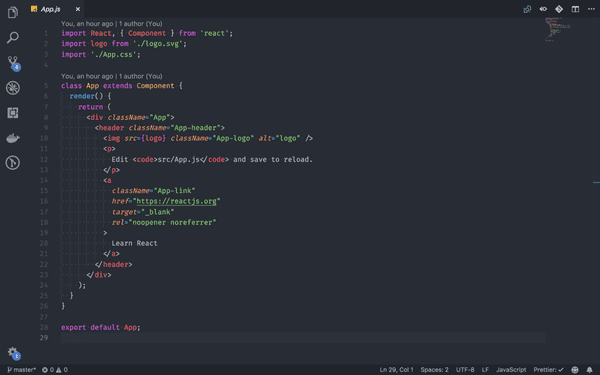 App.js
You, an hour ago | 1 author (You)
1 import React, { Component } from 'react';
2 import logo from './logo.svg';
3 import './App.css';
4
You, an hour ago | 1 author (You)
5 class App extends Component {
6 render() {
7 return (
8 <div className="App">
9 <header className="App-header">
10 <img src={logo} className="App-logo" alt="logo" />
11 <p>
12 Edit <code>src/App.js</code> and save to reload.
13 </p>
14 <a
15 className="App-link"
16 href="https://reactjs.org"
17 target="_blank"
18 rel="noopener noreferrer"
19 >
20 Learn React
21 </a>
22 </header>
23 </div>
24 );
25 }
26 }
27
28 export default App;
29
master* 0 0 Ln 29, Col 1 Spaces: 2 UTF-8 LF JavaScript Prettier: ✓